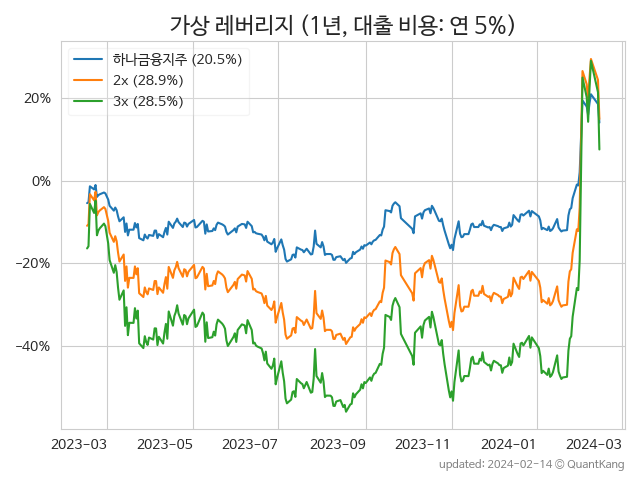 가상 레버리지 (1년, 대출 비용: 연 5%)
하나금융지주 (20.5%)
2x (28.9%)
3x (28.5%)
20%
0%
−20%
−40%
2023−03 2023−05 2023−07 2023−09 2023−11 2024−01 2024−03
updated: 2024-02-14 © QuantKang